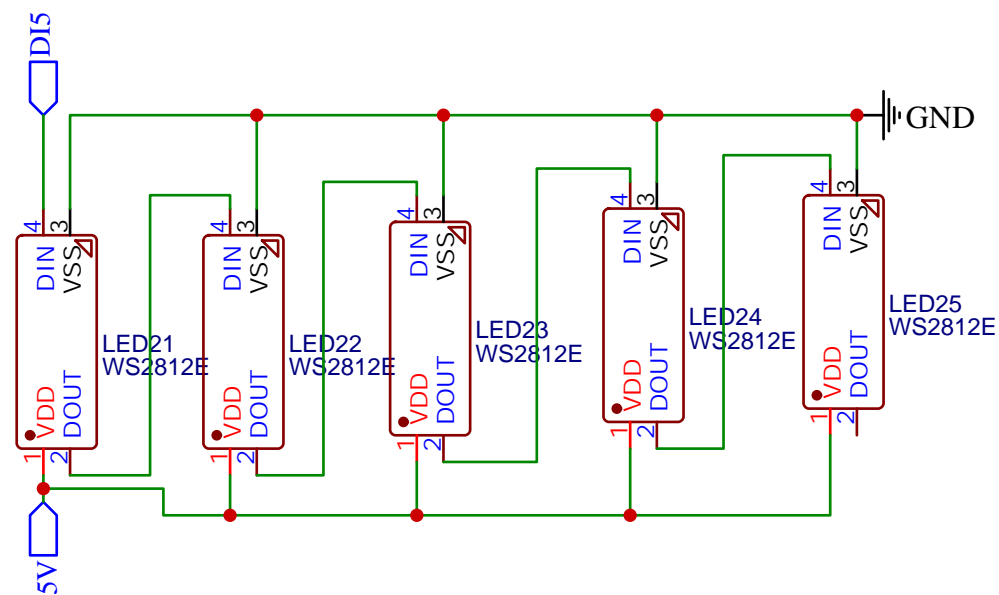 DI5
GND
4
3
DIN
VSS
VDD
DOUT
1
2
LED21
WS2812E
4
3
DIN
VSS
VDD
DOUT
1
2
LED22
WS2812E
4
3
DIN
VSS
VDD
DOUT
1
2
LED23
WS2812E
4
3
DIN
VSS
VDD
DOUT
1
2
LED24
WS2812E
4
3
DIN
VSS
VDD
DOUT
1
2
LED25
WS2812E
5V